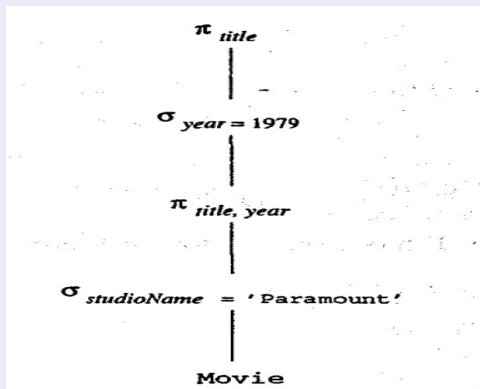 π title
σ year = 1979
π title, year
σ studioName = 'Paramount'
Movie